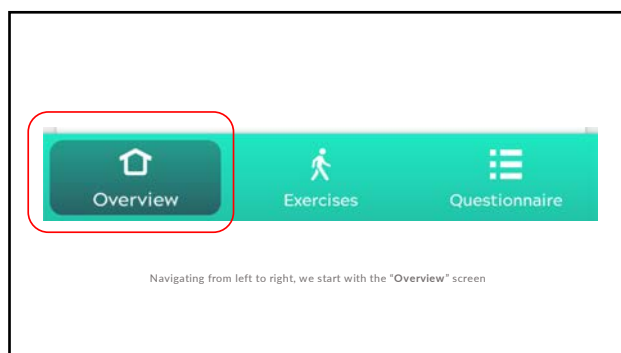 Overview
Exercises
Questionnaire
Navigating from left to right, we start with the "Overview" screen